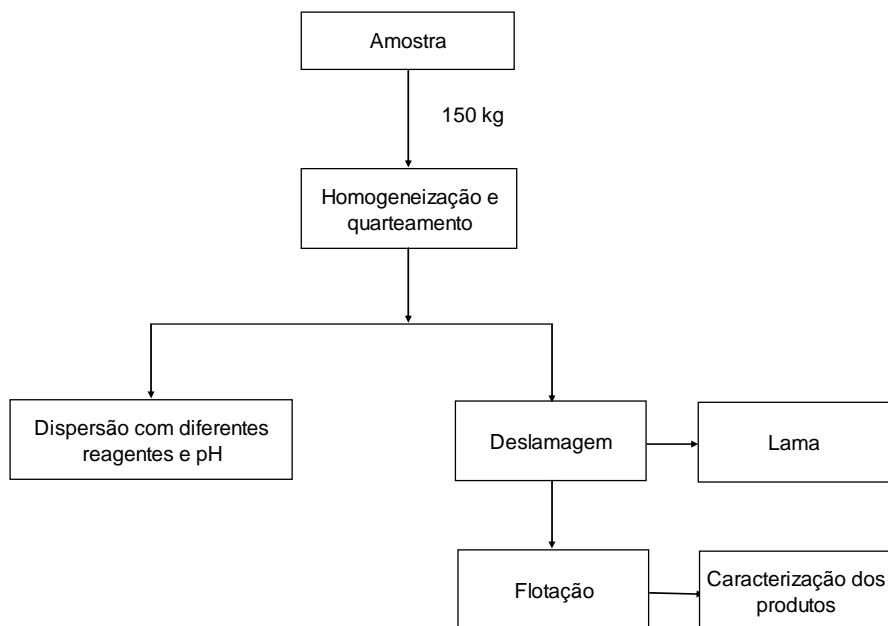 Amostra
150 kg
Homogeneização e
quarteamento
Dispersão com diferentes
reagentes e pH
Deslamagem
Lama
Flotação
Caracterização dos
produtos